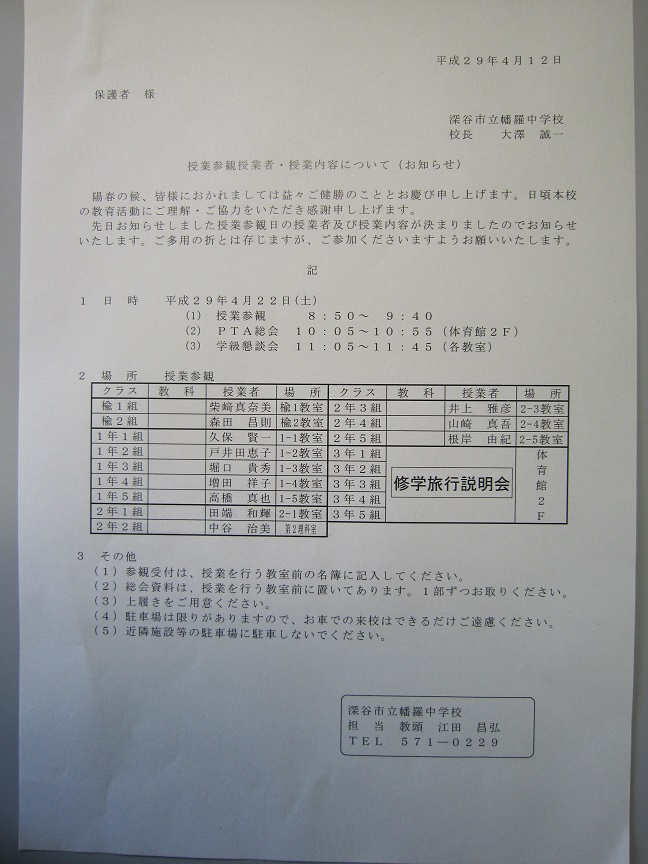 平成２９年４月１２日
保護者　様
深谷市立幡羅中学校
校長　　大澤　誠一
授業参観授業者・授業内容について（お知らせ）
陽春の候、皆様におかれましては益々ご健勝のこととお慶び申し上げます。日頃本校
の教育活動にご理解・ご協力をいただき感謝申し上げます。
先日お知らせしました授業参観日の授業者及び授業内容が決まりましたのでお知らせ
いたします。ご多用の折とは存じますが、ご参加くださいますようお願いいたします。
記
１　日　時　　平成２９年４月２２日(土)
(1)　授業参観　　８：５０～　９：４０
(2)　ＰＴＡ総会　１０：０５～１０：５５（体育館２Ｆ）
(3)　学級懇談会　１１：０５～１１：４５（各教室）
２　場　所　　授業参観
クラス　教　科　授業者　場　所　クラス　教　科　授業者　場　所
楡１組　柴﨑真奈美　楡1教室　２年３組　井上　雅彦　2-3教室
楡２組　森田　昌則　楡2教室　２年４組　山崎　真吾　2-4教室
１年１組　久保　賢一　1-1教室　２年５組　根岸　由紀　2-5教室
１年２組　戸井田恵子　1-2教室　３年１組　修学旅行説明会　体育館２Ｆ
１年３組　堀口　貴秀　1-3教室　３年２組
１年４組　増田　祥子　1-4教室　３年３組
１年５組　高橋　真也　1-5教室　３年４組
２年１組　田端　和輝　2-1教室　３年５組
２年２組　中谷　治美　第2理科室
３　その他
（１）参観受付は、授業を行う教室前の名簿に記入してください。
（２）総会資料は、授業を行う教室前に置いてあります。１部ずつお取りください。
（３）上履きをご用意ください。
（４）駐車場は限りがありますので、お車での来校はできるだけご遠慮ください。
（５）近隣施設等の駐車場に駐車しないでください。
深谷市立幡羅中学校
担　当　教頭　江田　昌弘
ＴＥＬ　５７１―０２２９